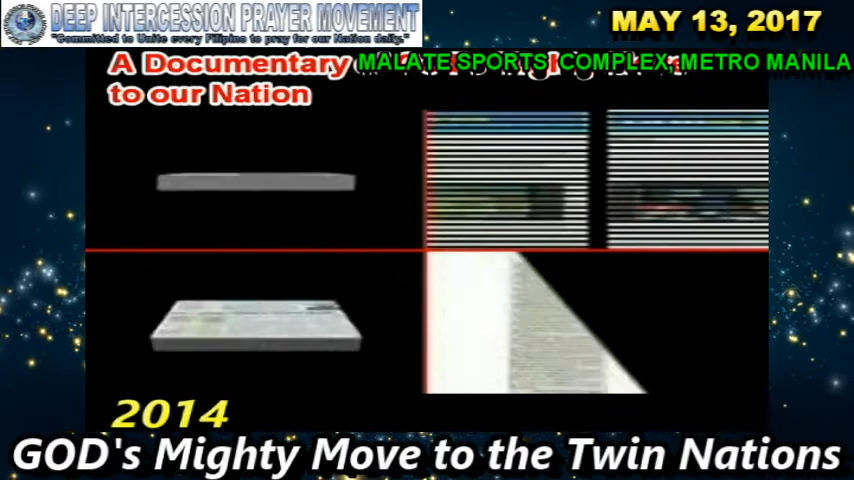 DEEP INTERCESSION PRAYER MOVEMENT
"Committed to Unite every Filipino to pray for our Nation daily."
MAY 13, 2017
A Documentary
MALATE SPORTS COMPLEX, METRO MANILA
to our Nation
2014
GOD's Mighty Move to the Twin Nations